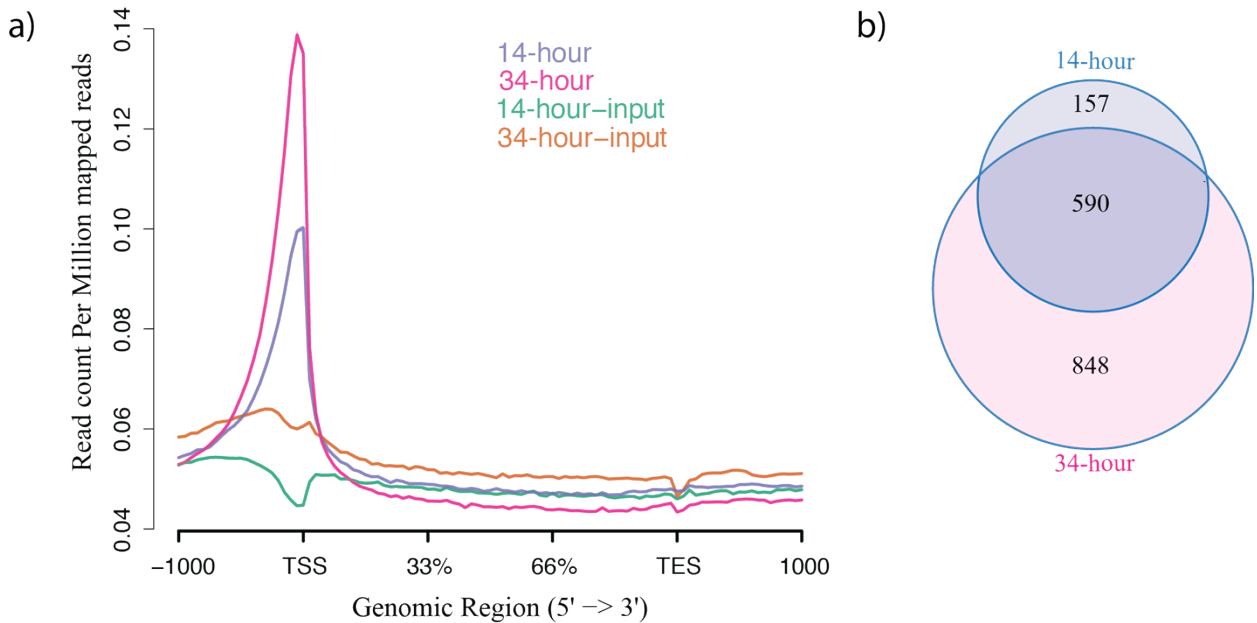 a)
Read count Per Million mapped reads
0.14
0.12
0.10
0.08
0.06
0.04
14-hour
34-hour
14-hour−input
34-hour−input
−1000
TSS
33%
66%
TES
1000
Genomic Region (5' −> 3')
b)
14-hour
157
590
848
34-hour